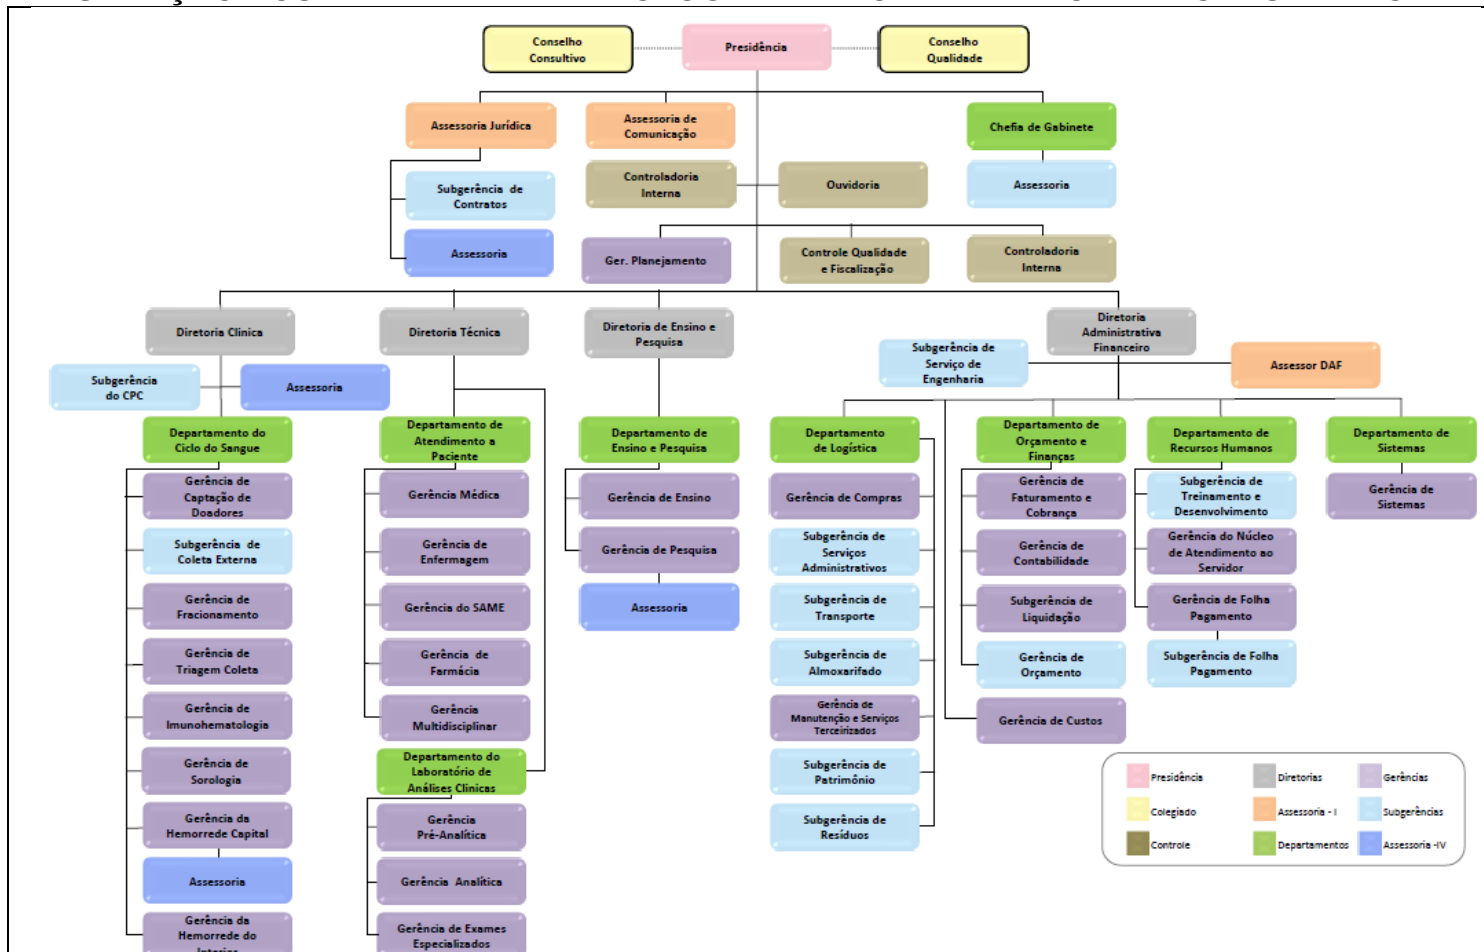 Conselho
Consultivo
Presidência
Conselho
Qualidade
Assessoria Jurídica
Assessoria de
Comunicação
Chefia de Gabinete
Subgerência de
Contratos
Controladoria
Interna
Ouvidoria
Assessoria
Assessoria
Ger. Planejamento
Controle Qualidade
e Fiscalização
Controladoria
Interna
Diretoria Clinica
Diretoria Técnica
Diretoria de Ensino e
Pesquisa
Diretoria
Administrativa
Financeiro
Subgerência
do CPC
Assessoria
Subgerência de
Serviço de
Engenharia
Assessor DAF
Departamento do
Ciclo do Sangue
Gerência de
Captação de
Doadores
Subgerência de
Coleta Externa
Gerência de
Fracionamento
Gerência de
Triagem Coleta
Gerência de
Imunohematologia
Gerência de
Sorologia
Gerência da
Hemorrede Capital
Assessoria
Gerência da
Hemorrede do
Interior
Departamento de
Atendimento a
Paciente
Gerência Médica
Gerência de
Enfermagem
Gerência do SAME
Gerência de
Farmácia
Gerência
Multidisciplinar
Departamento do
Laboratório de
Análises Clinicas
Gerência
Pré-Analítica
Gerência Analítica
Gerência de Exames
Especializados
Departamento de
Ensino e Pesquisa
Gerência de Ensino
Gerência de Pesquisa
Assessoria
Departamento
de Logística
Gerência de Compras
Subgerência de
Serviços
Administrativos
Subgerência de
Transporte
Subgerência de
Almoxarifado
Gerência de
Manutenção e Serviços
Terceirizados
Subgerência de
Patrimônio
Subgerência de
Resíduos
Departamento de
Orçamento e
Finanças
Gerência de
Faturamento e
Cobrança
Gerência de
Contabilidade
Subgerência de
Liquidação
Gerência de
Orçamento
Gerência de Custos
Departamento de
Recursos Humanos
Subgerência de
Treinamento e
Desenvolvimento
Gerência do Núcleo
de Atendimento ao
Servidor
Gerência de Folha
Pagamento
Subgerência de Folha
Pagamento
Departamento de
Sistemas
Gerência de
Sistemas
Presidência
Diretorias
Gerências
Colegiado
Assessoria - I
Subgerências
Controle
Departamentos
Assessoria -IV